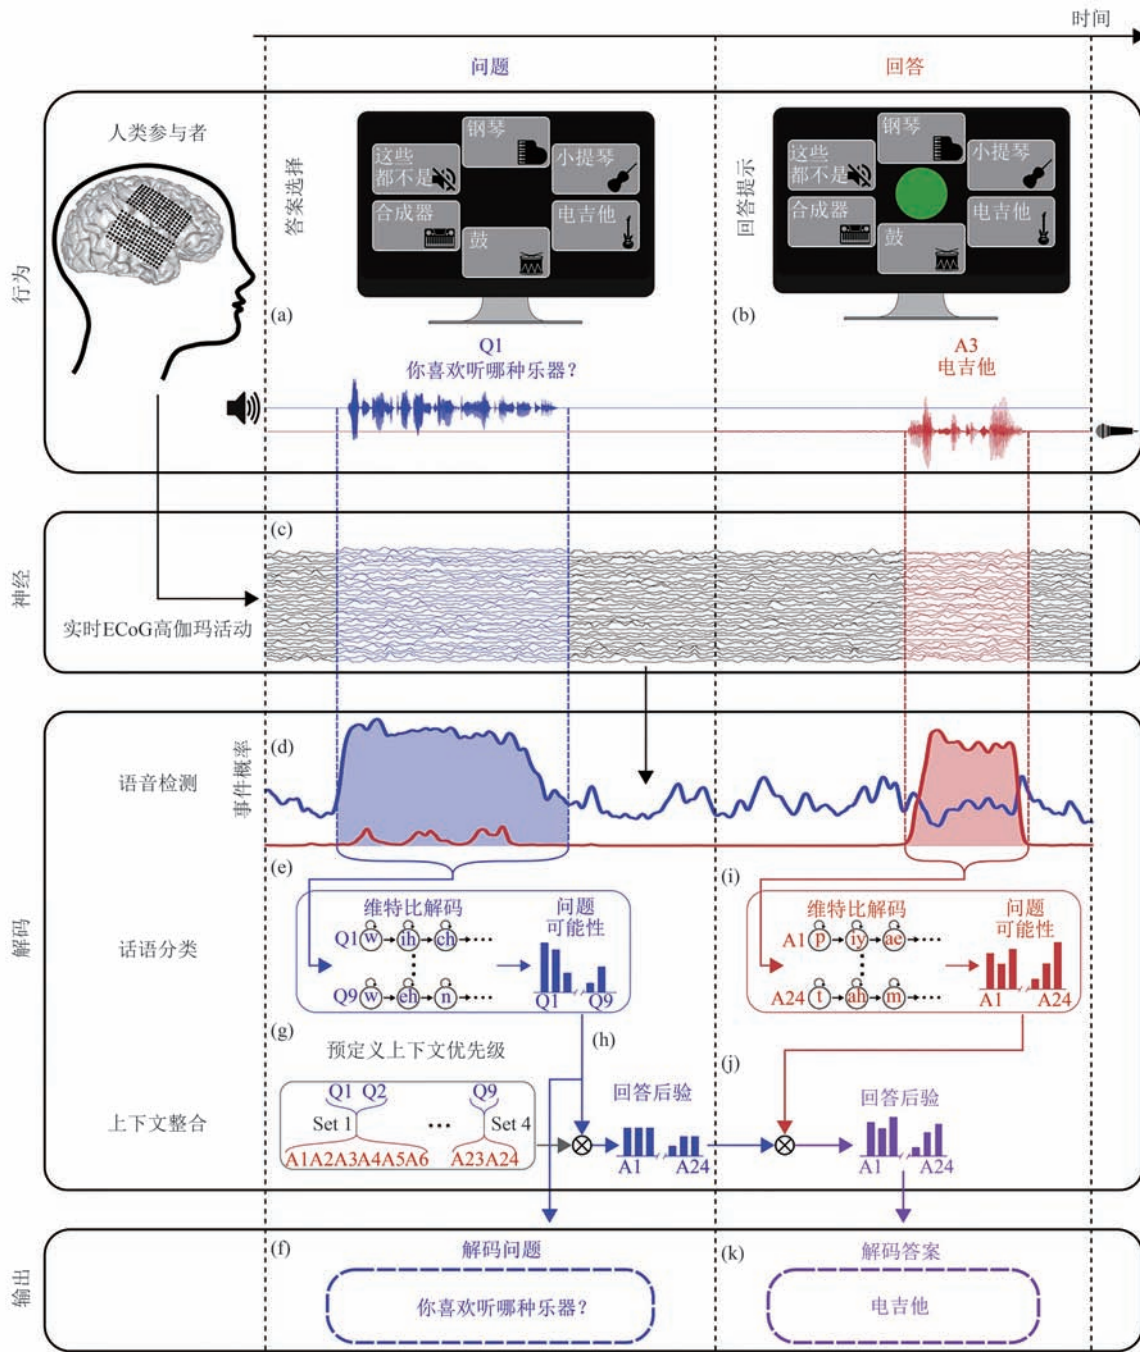 时间
问题
回答
行为
人类参与者
答案选择
钢琴
这些
都不是
小提琴
合成器
电吉他
鼓
(a)
回答提示
钢琴
这些
都不是
小提琴
合成器
电吉他
鼓
(b)
Q1
你喜欢听哪种乐器?
A3
电吉他
神经
(c)
实时ECoG高伽玛活动
解码
语音检测
事件概率
(d)
话语分类
(e)
维特比解码
问题
可能性
Q1 w ih ch ···
Q9 w eh n ···
Q1 Q9
(i)
维特比解码
问题
可能性
A1 p iy ae ···
A24 t ah m ···
A1 A24
上下文整合
(g)
预定义上下文优先级
(h)
Q1 Q2 Q9
Set 1 ··· Set 4
A1A2A3A4A5A6 A23A24
回答后验
A1 A24
(j)
回答后验
A1 A24
输出
(f)
解码问题
你喜欢听哪种乐器?
(k)
解码答案
电吉他